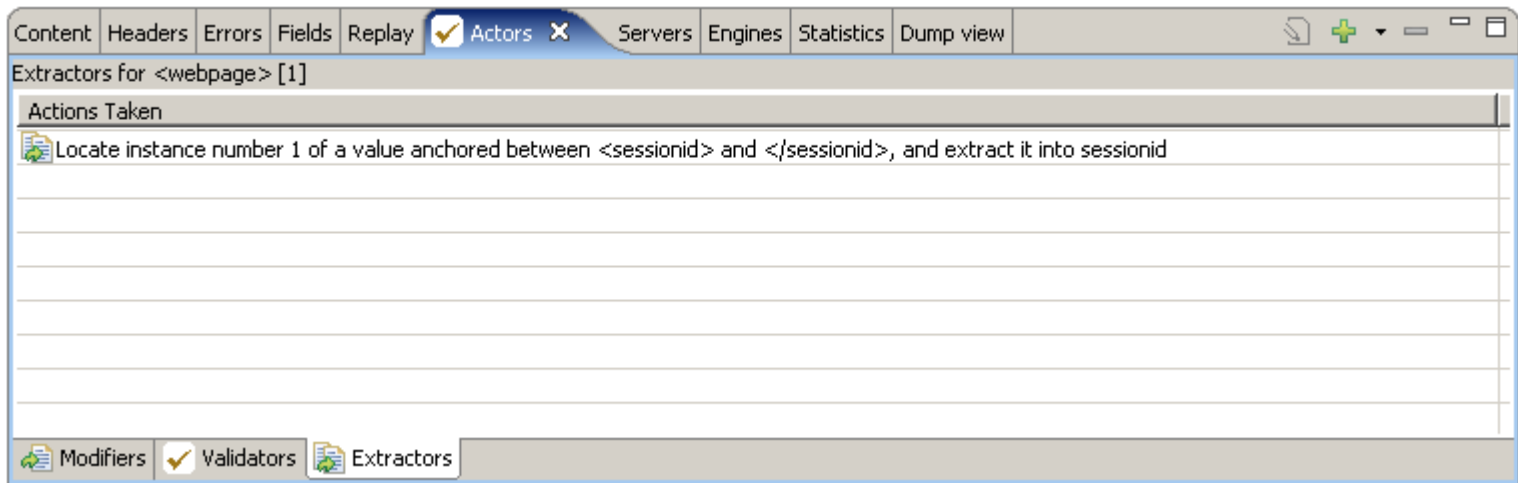 Content Headers Errors Fields Replay Actors Servers Engines Statistics Dump view
Extractors for <webpage> [1]
Actions Taken
Locate instance number 1 of a value anchored between <sessionid> and </sessionid>, and extract it into sessionid
Modifiers Validators Extractors